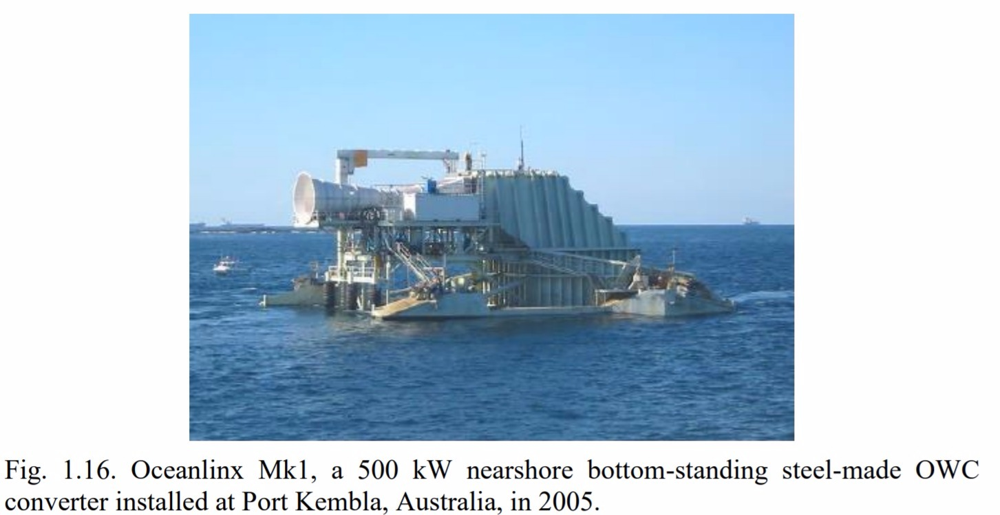 Fig. 1.16. Oceanlinx Mk1, a 500 kW nearshore bottom-standing steel-made OWC
converter installed at Port Kembla, Australia, in 2005.